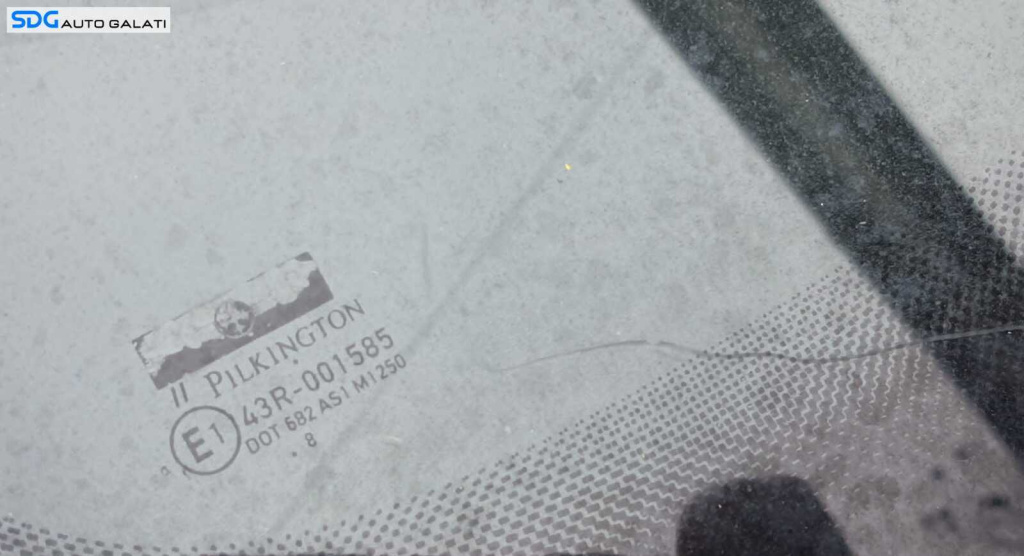 SDG AUTO GALATI
II PILKINGTON
E1 43R-001585
DOT 682 AS1 M1250
. 8